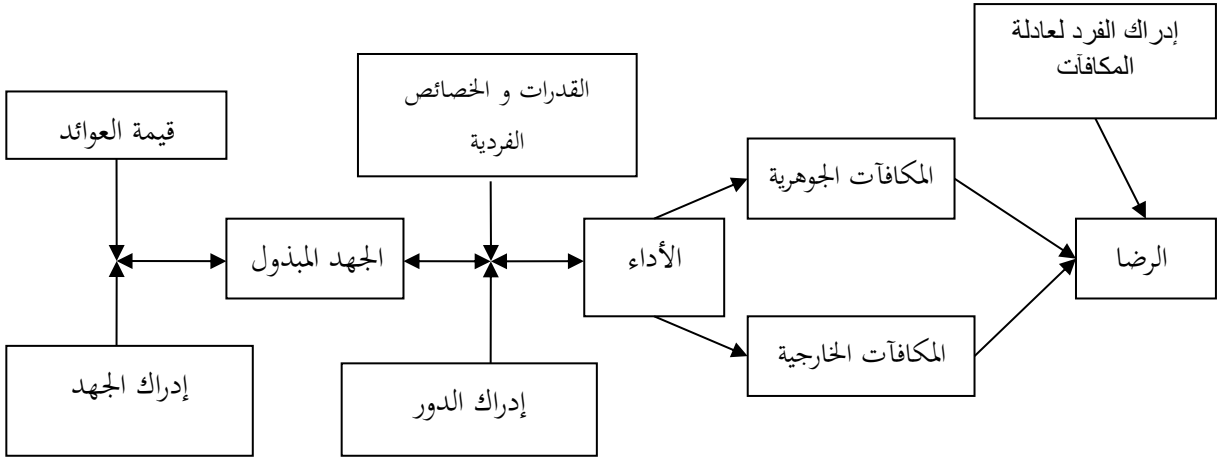 إدراك الفرد لعادلة
المكافآت
القدرات و الخصائص
الفردية
قيمة العوائد
المكافآت الجوهرية
الرضا
الأداء
الجهد المبذول
المكافآت الخارجية
إدراك الدور
إدراك الجهد